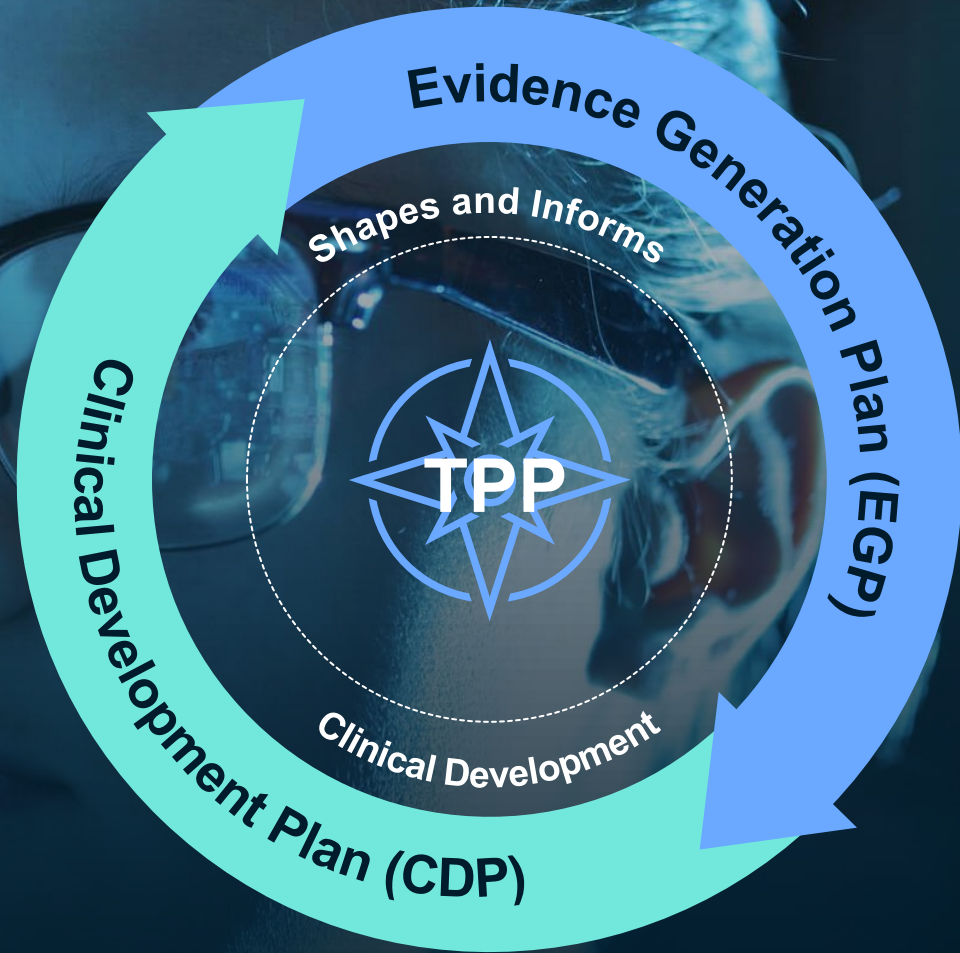 Evidence Generation Plan (EGP)
Shapes and Informs
TPP
Clinical Development
Clinical Development Plan (CDP)